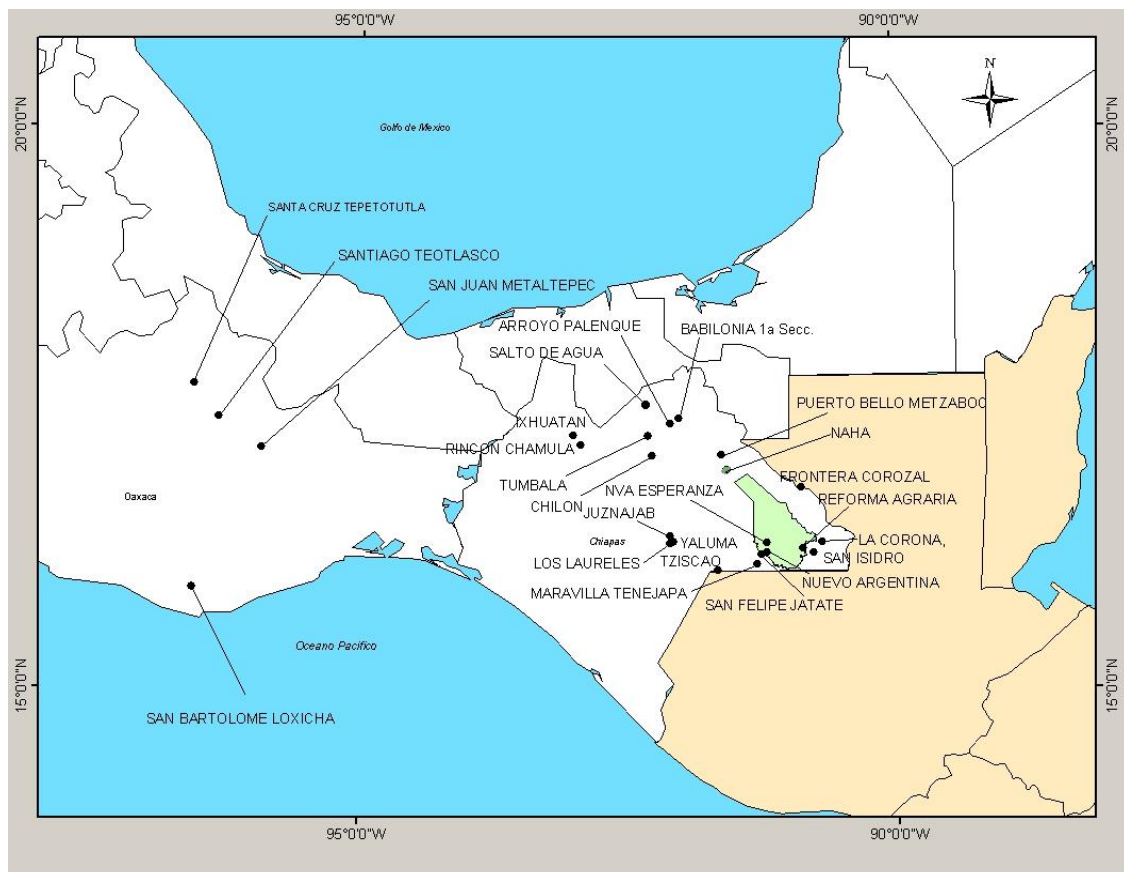 95°0'0"W
90°0'0"W
N
20°0'0"N
20°0'0"N
Golfo de Mexico
SANTA CRUZ TEPETOTUTLA
SANTIAGO TEOTLASCO
SAN JUAN METALTEPEC
ARROYO PALENQUE
BABILONIA 1a Secc.
SALTO DE AGUA
PUERTO BELLO METZABOC
IXHUATAN
NAHA
RINCON CHAMULA
FRONTERA COROZAL
TUMBALA
NVA ESPERANZA
REFORMA AGRARIA
Oaxaca
CHILON
JUZNAJAB
Chiapas
YALUMA
LA CORONA,
LOS LAURELES
TZISCAO
SAN ISIDRO
MARAVILLA TENEJAPA
NUEVO ARGENTINA
SAN FELIPE JATATE
Oceano Pacifico
15°0'0"N
15°0'0"N
SAN BARTOLOME LOXICHA
95°0'0"W
90°0'0"W